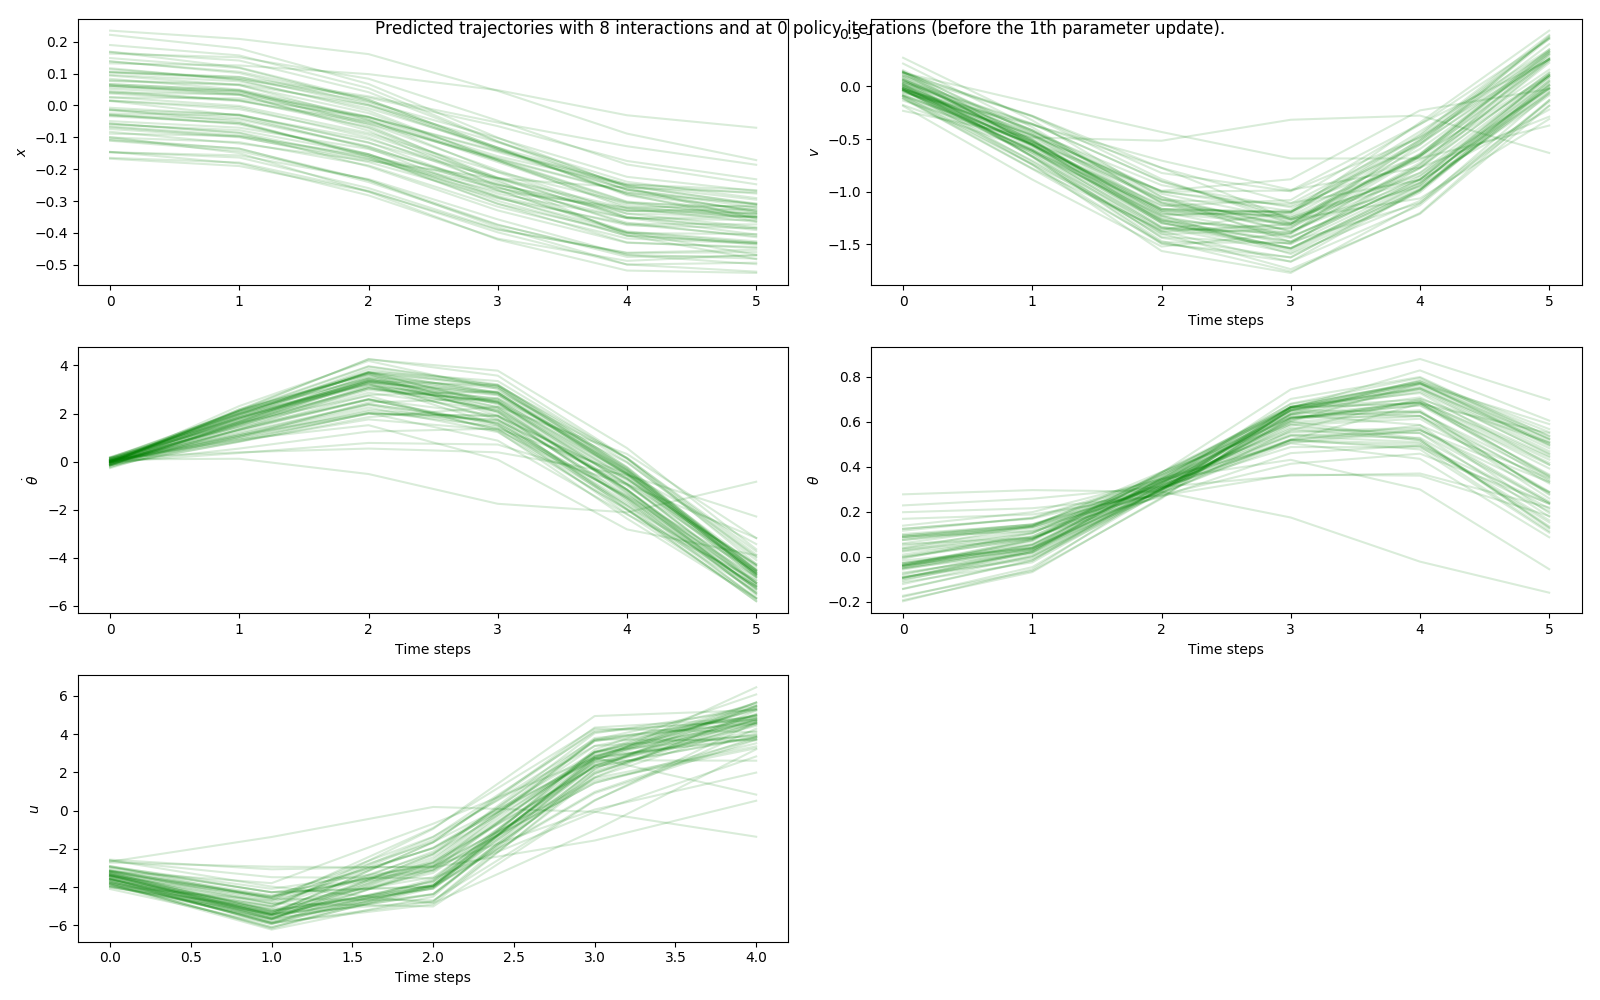 Predicted trajectories with 8 interactions and at 0 policy iterations (before the 1th parameter update).
0.2
0.1
0.0
−0.1
−0.2
−0.3
−0.4
−0.5
x
0 1 2 3 4 5
Time steps
0.5
0.0
−0.5
−1.0
−1.5
v
0 1 2 3 4 5
Time steps
4
2
0
−2
−4
−6
θ̇
0 1 2 3 4 5
Time steps
0.8
0.6
0.4
0.2
0.0
−0.2
θ
0 1 2 3 4 5
Time steps
6
4
2
0
−2
−4
−6
u
0.0 0.5 1.0 1.5 2.0 2.5 3.0 3.5 4.0
Time steps